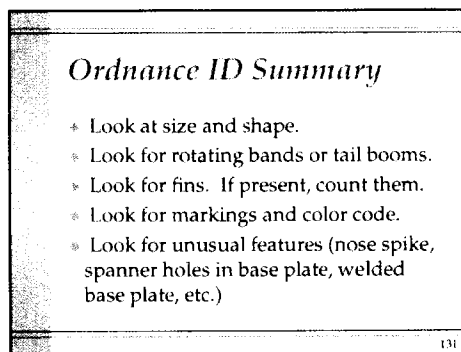 Ordnance ID Summary
Look at size and shape.
Look for rotating bands or tail booms.
Look for fins. If present, count them.
Look for markings and color code.
Look for unusual features (nose spike,
spanner holes in base plate, welded
base plate, etc.)
131